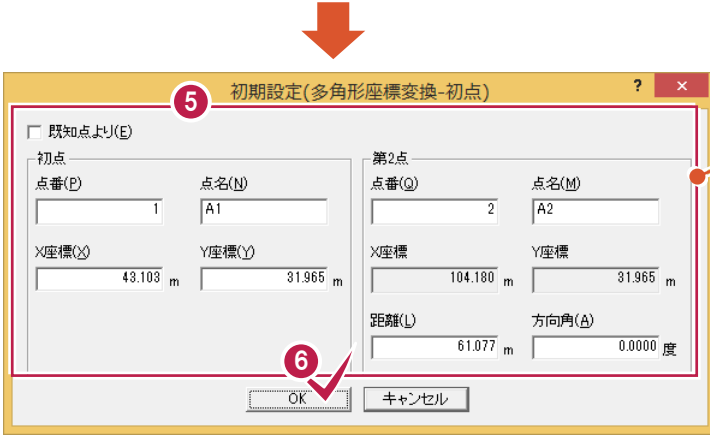 初期設定(多角形座標変換-初点)
? ×
5
既知点より(E)
初点
点番(P) 点名(N)
1 A1
X座標(X) Y座標(Y)
43.103 m 31.965 m
第2点
点番(Q) 点名(M)
2 A2
X座標 Y座標
104.180 m 31.965 m
距離(L) 方向角(A)
61.077 m 0.0000 度
6
OK キャンセル